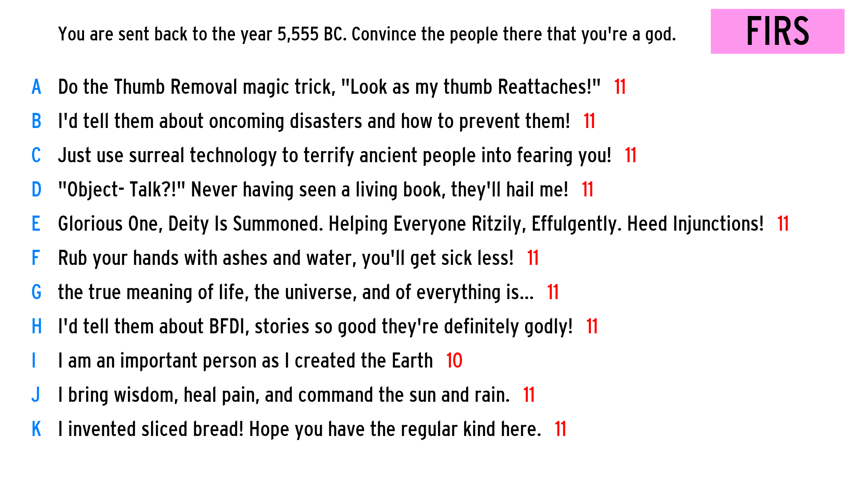 You are sent back to the year 5,555 BC. Convince the people there that you're a god.
FIRS
A Do the Thumb Removal magic trick, "Look as my thumb Reattaches!" 11
B I'd tell them about oncoming disasters and how to prevent them! 11
C Just use surreal technology to terrify ancient people into fearing you! 11
D "Object- Talk?!" Never having seen a living book, they'll hail me! 11
E Glorious One, Deity Is Summoned. Helping Everyone Ritzily, Effulgently. Heed Injunctions! 11
F Rub your hands with ashes and water, you'll get sick less! 11
G the true meaning of life, the universe, and of everything is... 11
H I'd tell them about BFDI, stories so good they're definitely godly! 11
I I am an important person as I created the Earth 10
J I bring wisdom, heal pain, and command the sun and rain. 11
K I invented sliced bread! Hope you have the regular kind here. 11